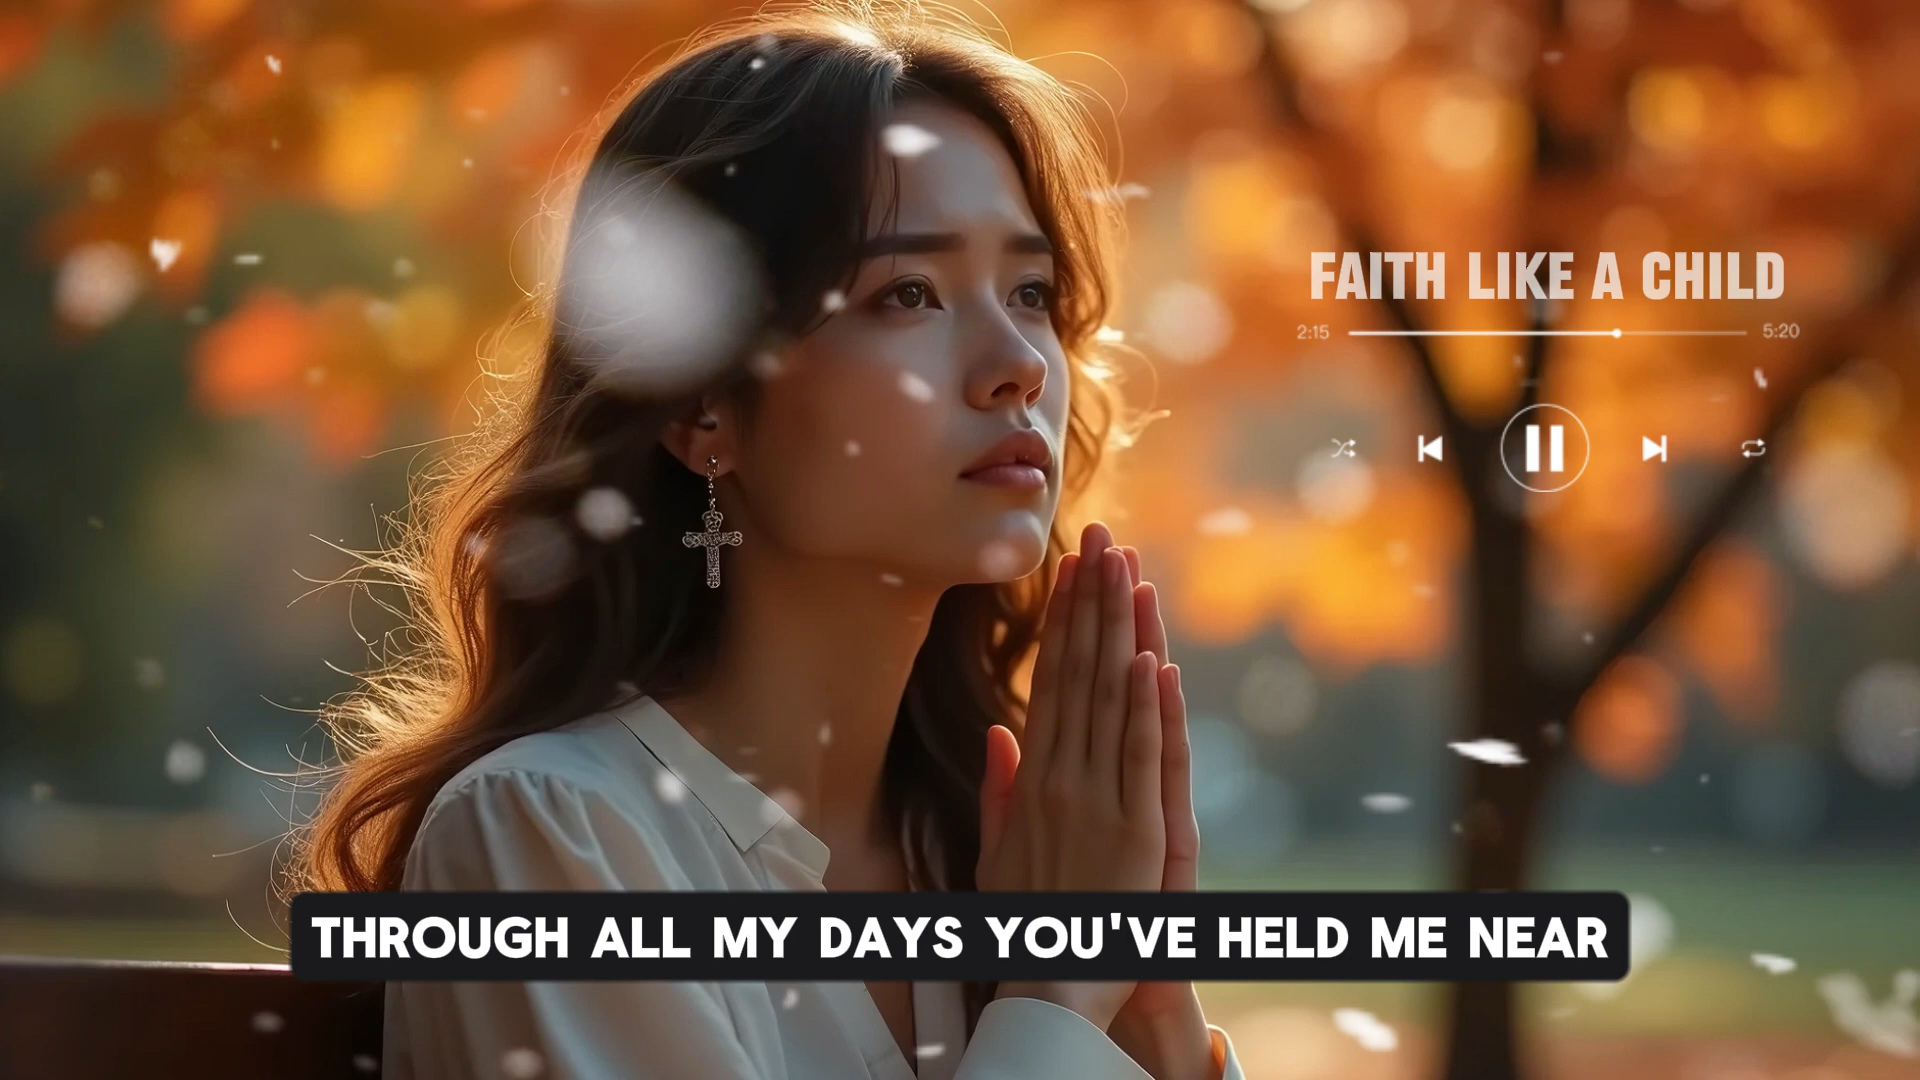 FAITH LIKE A CHILD
2:15 5:20
THROUGH ALL MY DAYS YOU'VE HELD ME NEAR